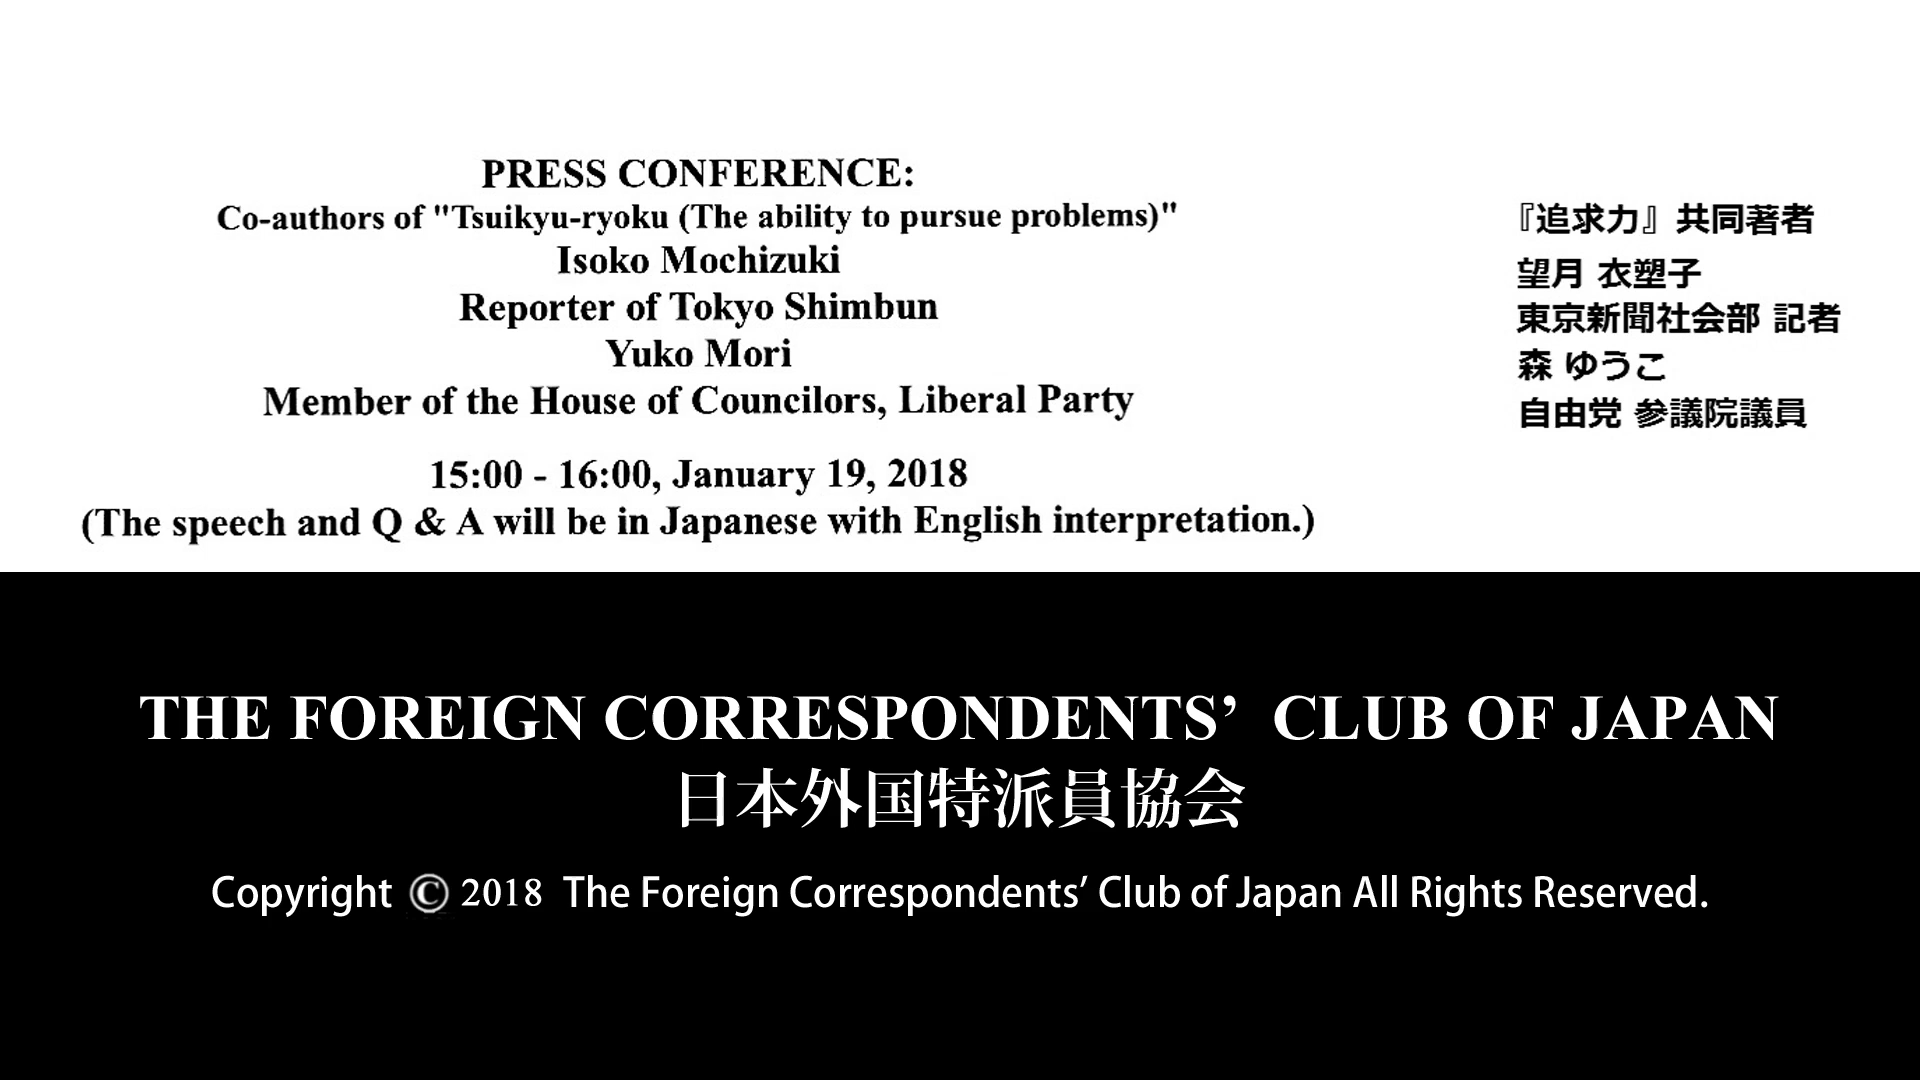 PRESS CONFERENCE:
Co-authors of "Tsuikyu-ryoku (The ability to pursue problems)"
Isoko Mochizuki
Reporter of Tokyo Shimbun
Yuko Mori
Member of the House of Councilors, Liberal Party
15:00 - 16:00, January 19, 2018
(The speech and Q & A will be in Japanese with English interpretation.)
『追求力』共同著者
望月 衣塑子
東京新聞社会部 記者
森 ゆうこ
自由党 参議院議員
THE FOREIGN CORRESPONDENTS’ CLUB OF JAPAN
日本外国特派員協会
Copyright © 2018 The Foreign Correspondents’ Club of Japan All Rights Reserved.